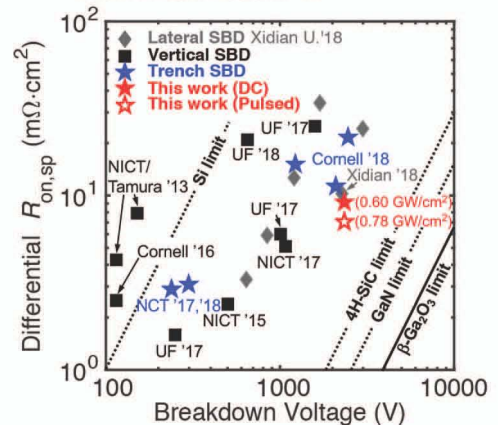 10²
Lateral SBD Xidian U.'18
Vertical SBD
Trench SBD
This work (DC)
This work (Pulsed)
UF '17
UF '18
Cornell '18
Xidian '18
(0.60 GW/cm²)
(0.78 GW/cm²)
NICT/
Tamura '13
Si limit
10¹
UF '17
NICT '17
Cornell '16
NCT '17,'18
NICT '15
UF '17
4H-SiC limit
GaN limit
β-Ga₂O₃ limit
10⁰
100
1000
10000
Breakdown Voltage (V)
Differential Rₒₙ,ₛₚ (mΩ·cm²)